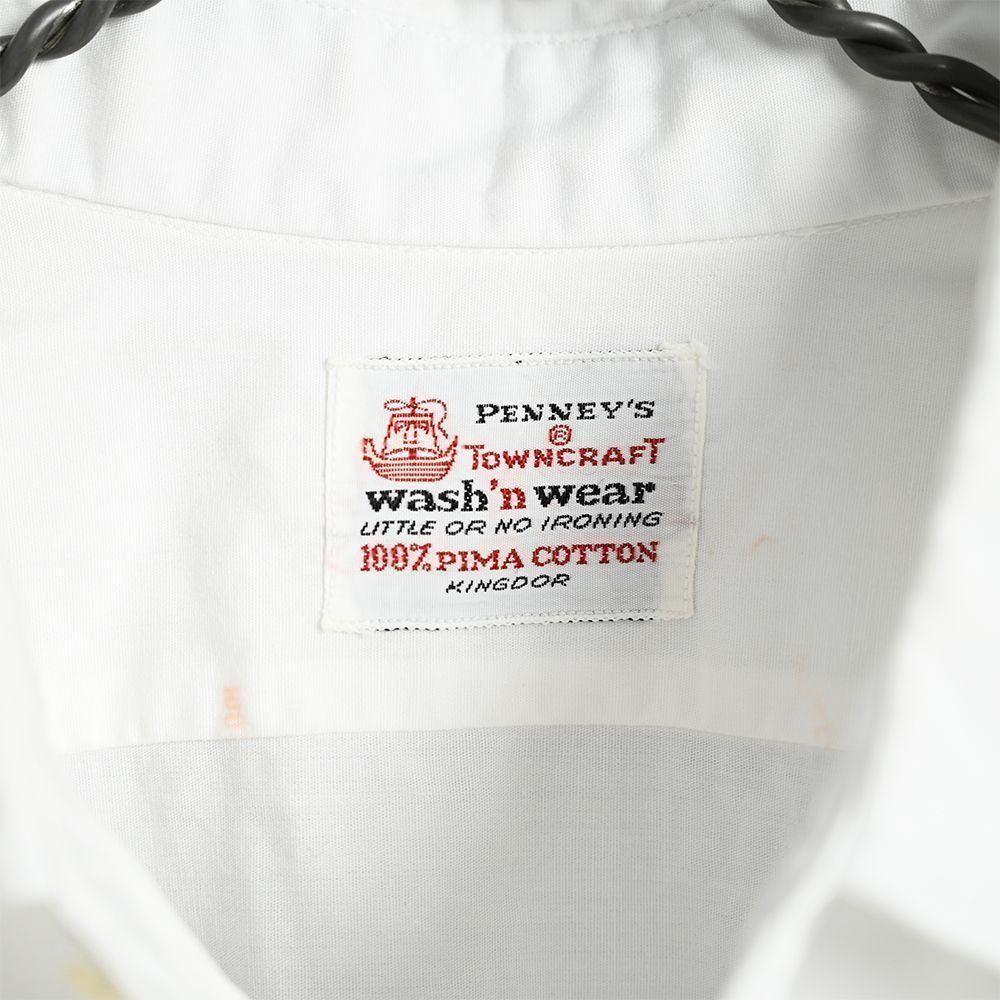 PENNEY'S
®
TOWNCRAFT
wash'n wear
LITTLE OR NO IRONING
100% PIMA COTTON
KINGDOR